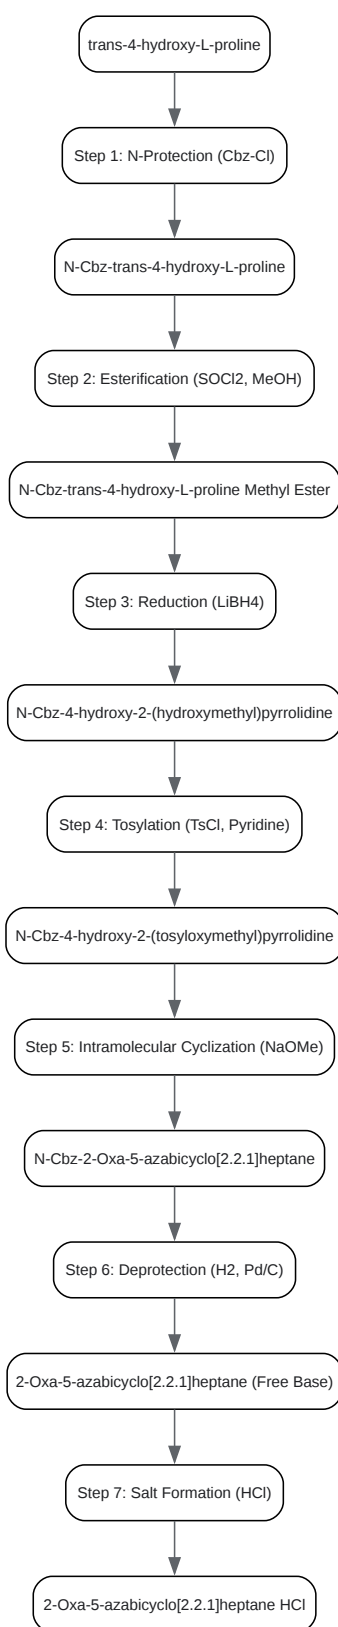 trans-4-hydroxy-L-proline
Step 1: N-Protection (Cbz-Cl)
N-Cbz-trans-4-hydroxy-L-proline
Step 2: Esterification (SOCl2, MeOH)
N-Cbz-trans-4-hydroxy-L-proline Methyl Ester
Step 3: Reduction (LiBH4)
N-Cbz-4-hydroxy-2-(hydroxymethyl)pyrrolidine
Step 4: Tosylation (TsCl, Pyridine)
N-Cbz-4-hydroxy-2-(tosyloxymethyl)pyrrolidine
Step 5: Intramolecular Cyclization (NaOMe)
N-Cbz-2-Oxa-5-azabicyclo[2.2.1]heptane
Step 6: Deprotection (H2, Pd/C)
2-Oxa-5-azabicyclo[2.2.1]heptane (Free Base)
Step 7: Salt Formation (HCl)
2-Oxa-5-azabicyclo[2.2.1]heptane HCl